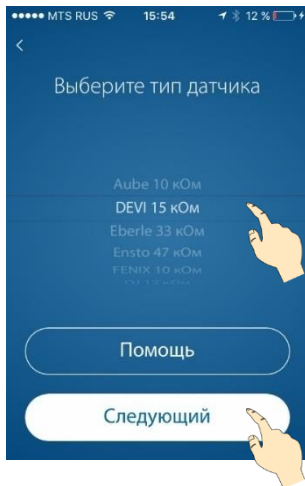 MTS RUS 15:54 12 %
Выберите тип датчика
Aube 10 кОм
DEVI 15 кОм
Eberle 33 кОм
Ensto 47 кОм
FENIX 10 кОм
Помощь
Следующий